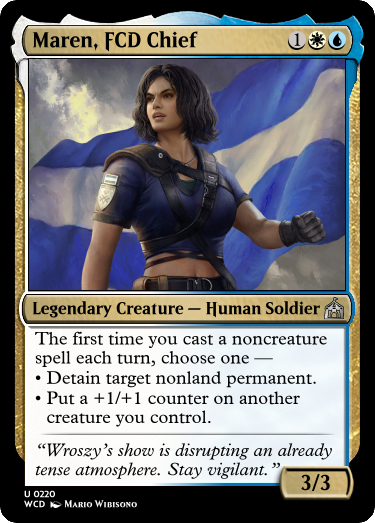 Maren, FCD Chief 1
Legendary Creature — Human Soldier
The first time you cast a noncreature
spell each turn, choose one —
• Detain target nonland permanent.
• Put a +1/+1 counter on another
creature you control.
“Wroszy’s show is disrupting an already
tense atmosphere. Stay vigilant.”
3/3
U 0220
WCD Mario Wibisono